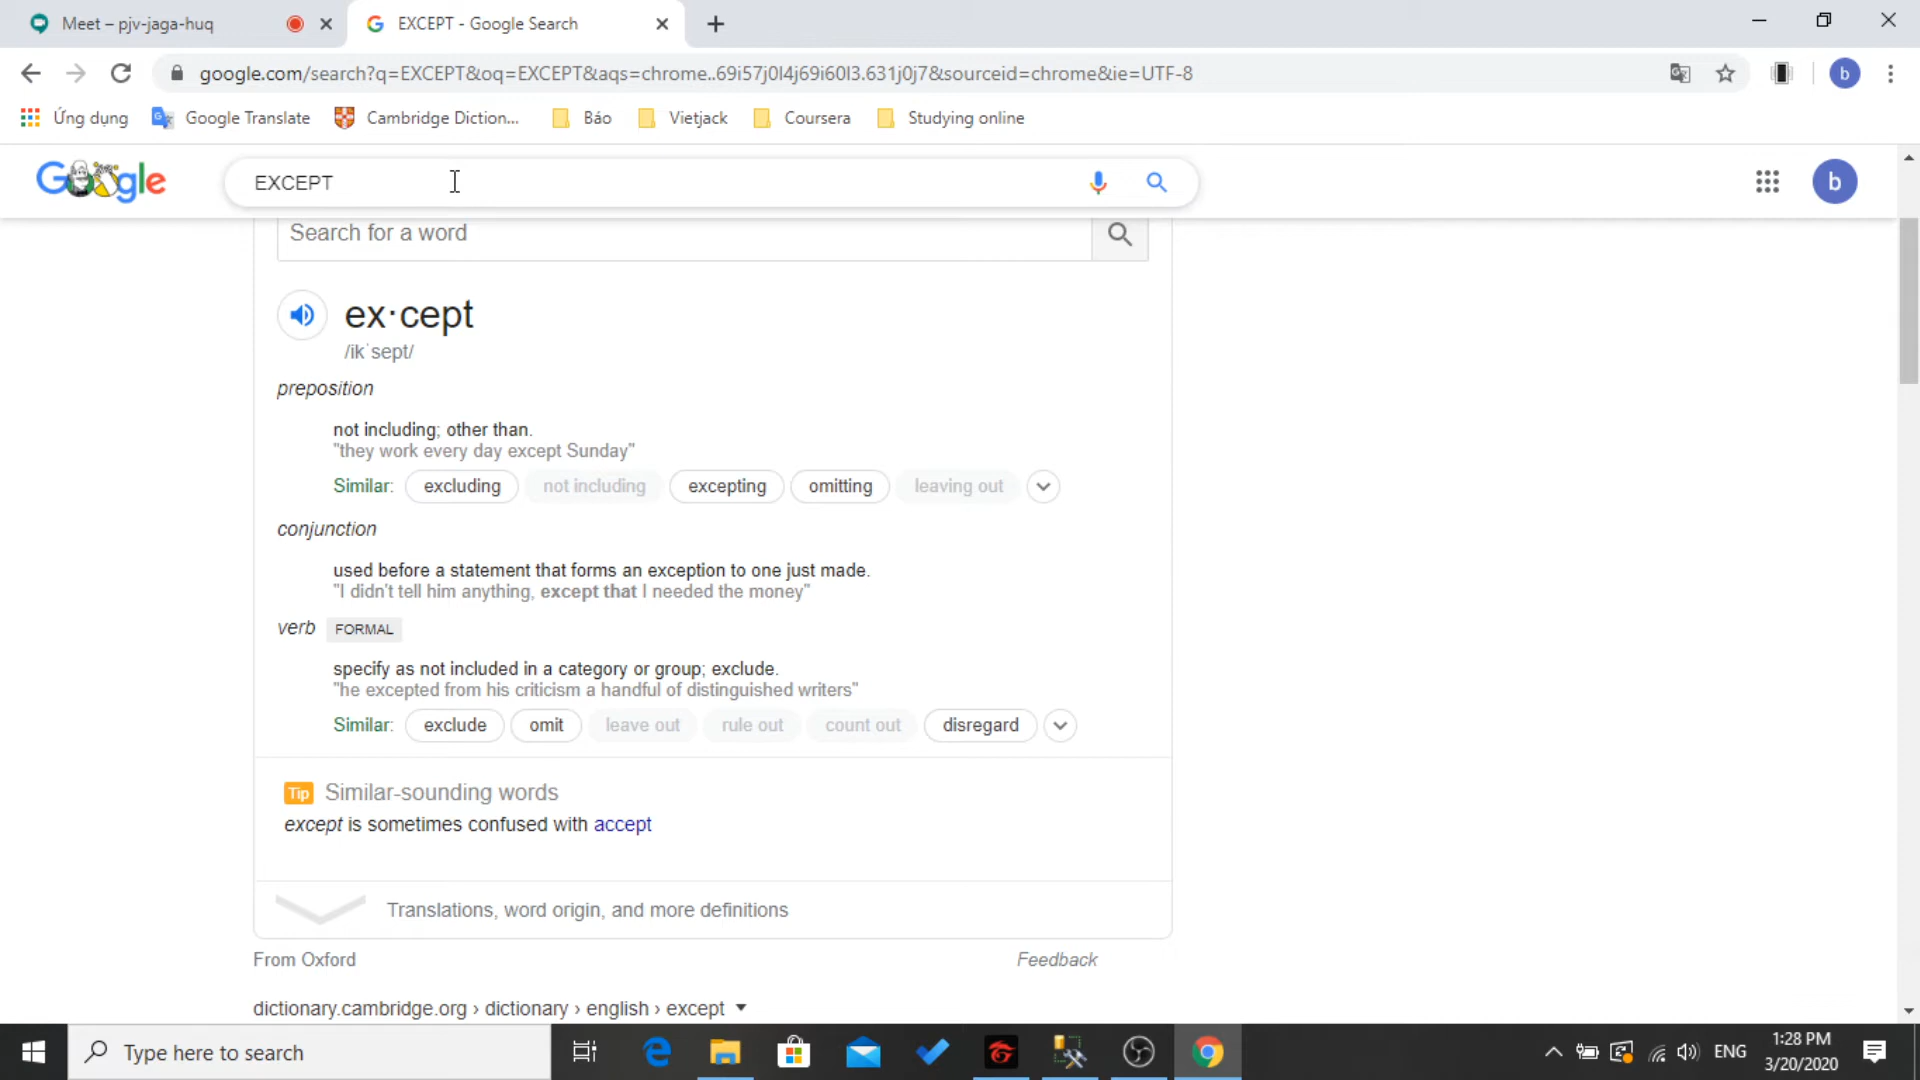 Meet – pjv-jaga-huq
EXCEPT - Google Search
google.com/search?q=EXCEPT&oq=EXCEPT&aqs=chrome..69i57j0l4j69i60l3.631j0j7&sourceid=chrome&ie=UTF-8
b
Ứng dụng
Google Translate
Cambridge Diction...
Báo
Vietjack
Coursera
Studying online
Google
EXCEPT
b
Search for a word
ex·cept
/ikˈsept/
preposition
not including; other than.
"they work every day except Sunday"
Similar: excluding not including excepting omitting leaving out
conjunction
used before a statement that forms an exception to one just made.
"I didn't tell him anything, except that I needed the money"
verb FORMAL
specify as not included in a category or group; exclude.
"he excepted from his criticism a handful of distinguished writers"
Similar: exclude omit leave out rule out count out disregard
Tip Similar-sounding words
except is sometimes confused with accept
Translations, word origin, and more definitions
From Oxford
Feedback
dictionary.cambridge.org › dictionary › english › except
Type here to search
ENG
1:28 PM
3/20/2020